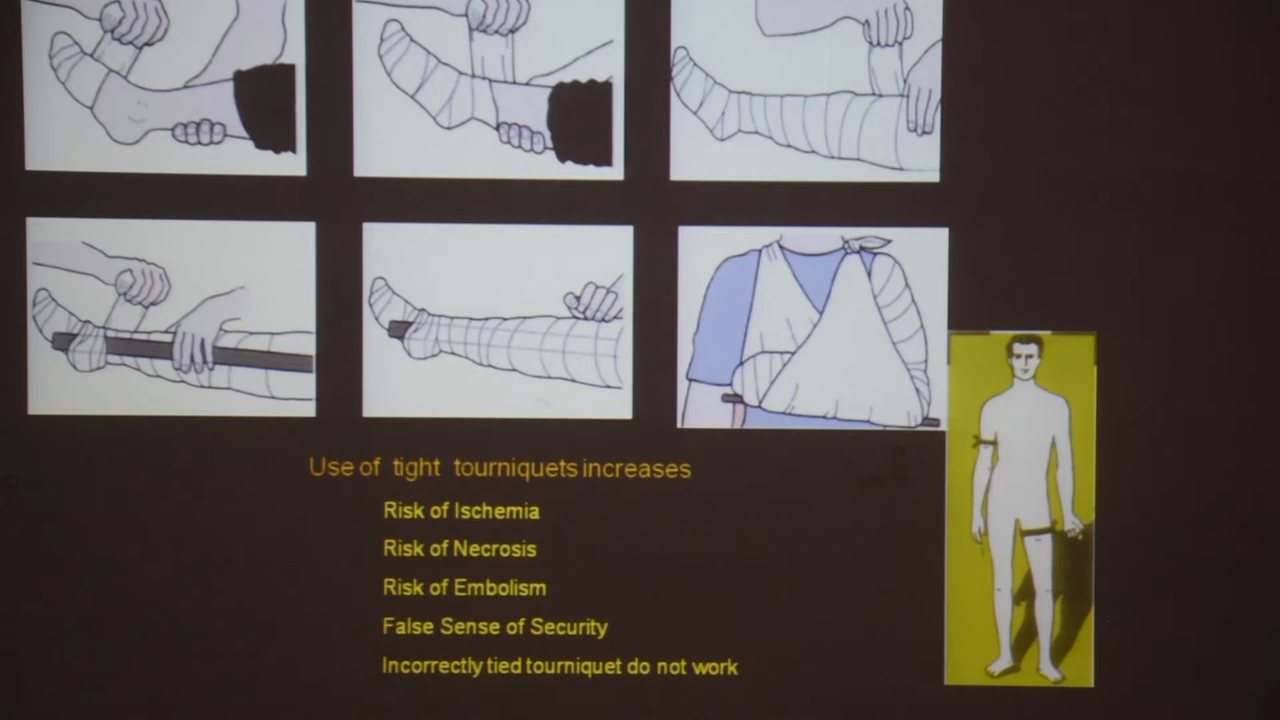 Use of tight tourniquets increases
Risk of Ischemia
Risk of Necrosis
Risk of Embolism
False Sense of Security
Incorrectly tied tourniquet do not work